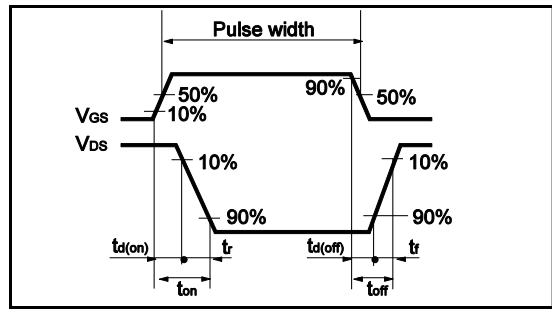 Pulse width
90%
50%
50%
VGS
10%
VDS
10%
10%
90%
90%
td(on)
tr
td(off)
tf
ton
toff